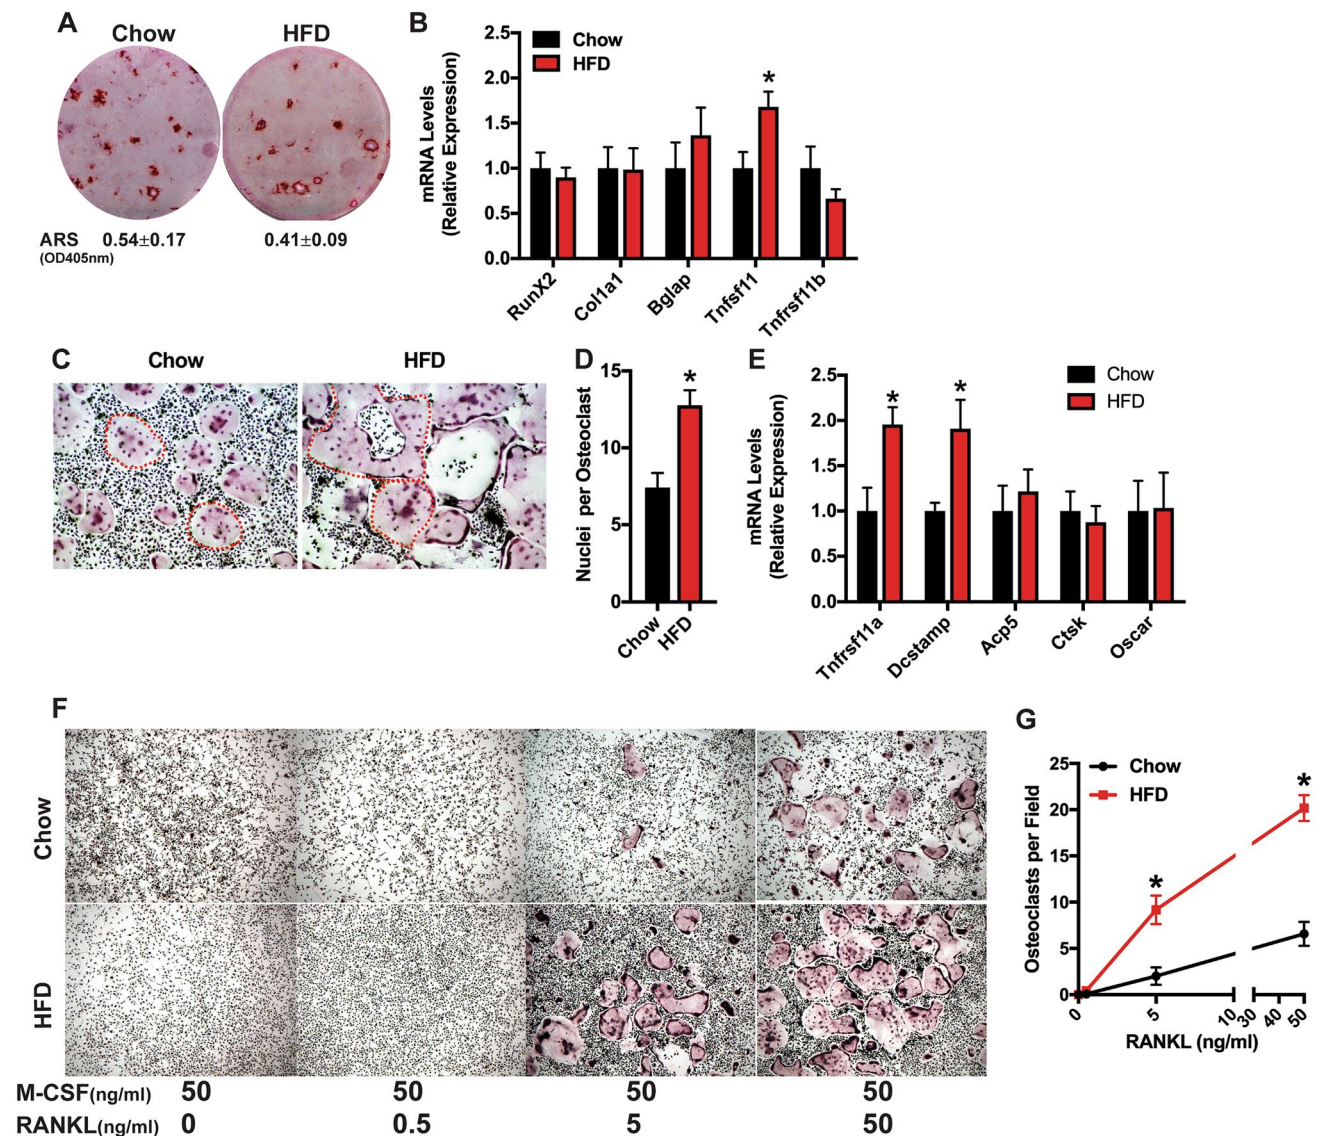 A
Chow
HFD
ARS 0.54±0.17 0.41±0.09
(OD405nm)
B
mRNA Levels
(Relative Expression)
2.5
2.0
1.5
1.0
0.5
0.0
Chow
HFD
*
RunX2
Col1a1
Bglap
Tnfsf11
Tnfrsf11b
C
Chow
HFD
D
Nuclei per Osteoclast
15
10
5
0
*
Chow
HFD
E
mRNA Levels
(Relative Expression)
2.5
2.0
1.5
1.0
0.5
0.0
Chow
HFD
*
*
Tnfrsf11a
Dcstamp
Acp5
Ctsk
Oscar
F
Chow
HFD
M-CSF(ng/ml) 50 50 50 50
RANKL(ng/ml) 0 0.5 5 50
G
Osteoclasts per Field
25
20
15
10
5
0
Chow
HFD
*
*
0 5 10 30 40 50
RANKL (ng/ml)